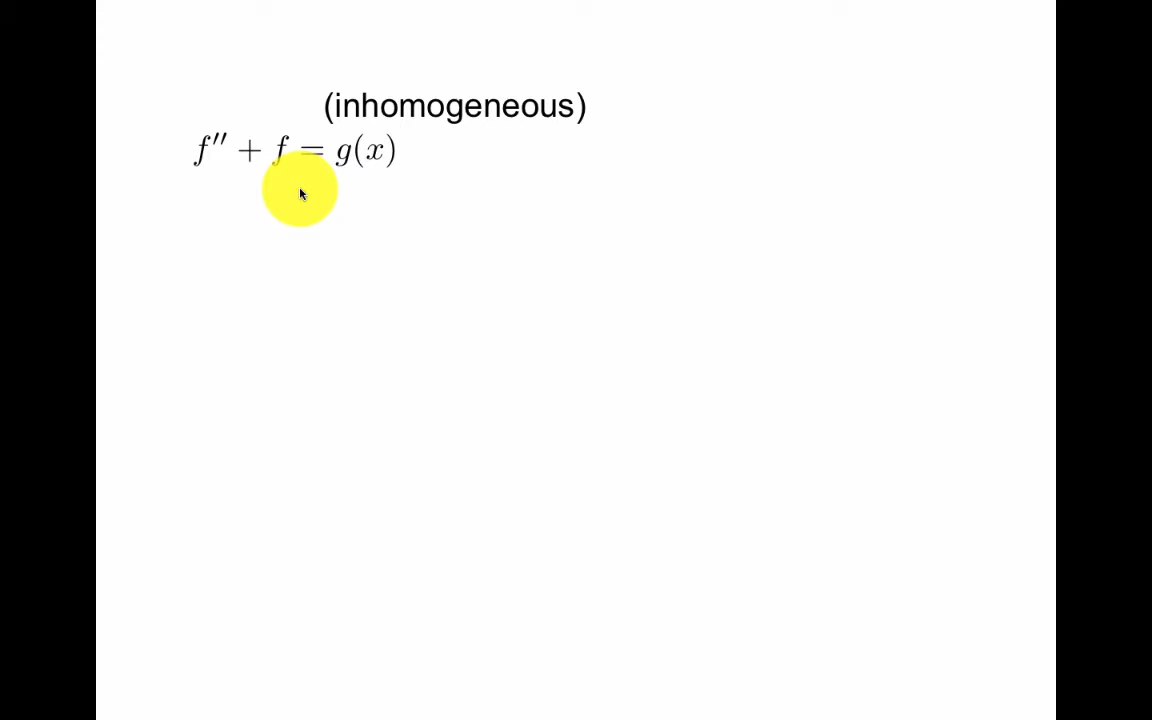 (inhomogeneous)
f′′ + f = g(x)